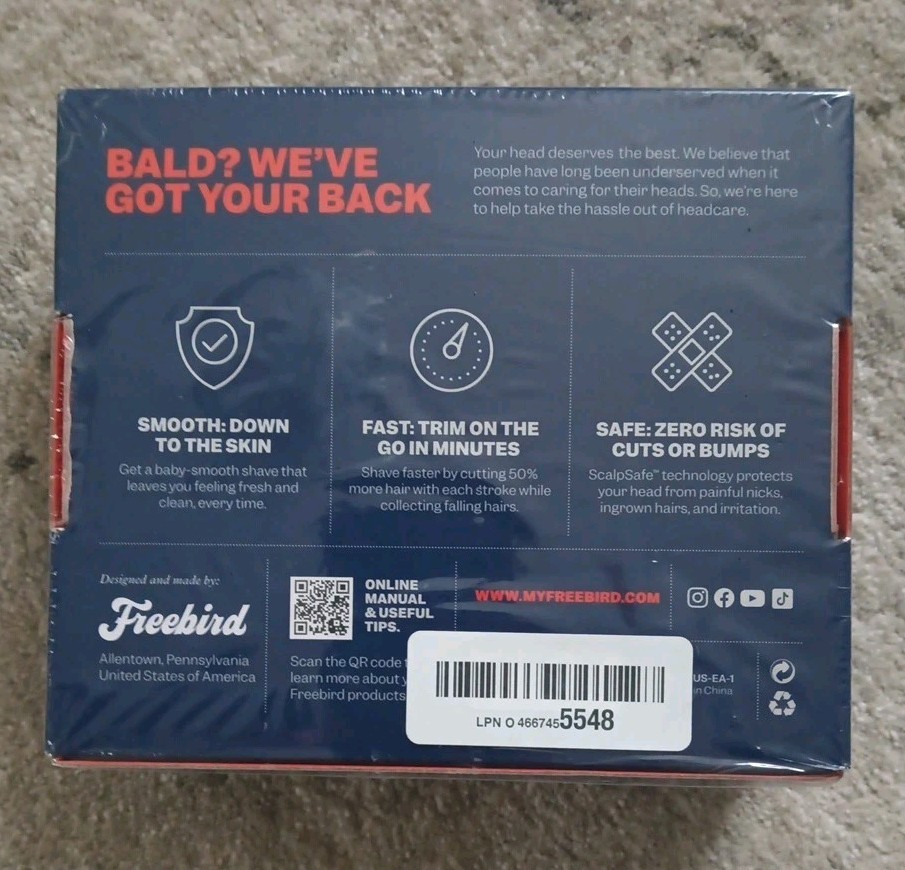 BALD? WE'VE
GOT YOUR BACK
Your head deserves the best. We believe that
people have long been underserved when it
comes to caring for their heads. So, we're here
to help take the hassle out of headcare.
SMOOTH: DOWN
TO THE SKIN
Get a baby-smooth shave that
leaves you feeling fresh and
clean, every time.
FAST: TRIM ON THE
GO IN MINUTES
Shave faster by cutting 50%
more hair with each stroke while
collecting falling hairs.
SAFE: ZERO RISK OF
CUTS OR BUMPS
ScalpSafe™ technology protects
your head from painful nicks,
ingrown hairs, and irritation.
Designed and made by:
Freebird
Allentown, Pennsylvania
United States of America
ONLINE
MANUAL
& USEFUL
TIPS.
Scan the QR code
learn more about
Freebird products
WWW.MYFREEBIRD.COM
US-EA-1
in China
LPN O 4667455548